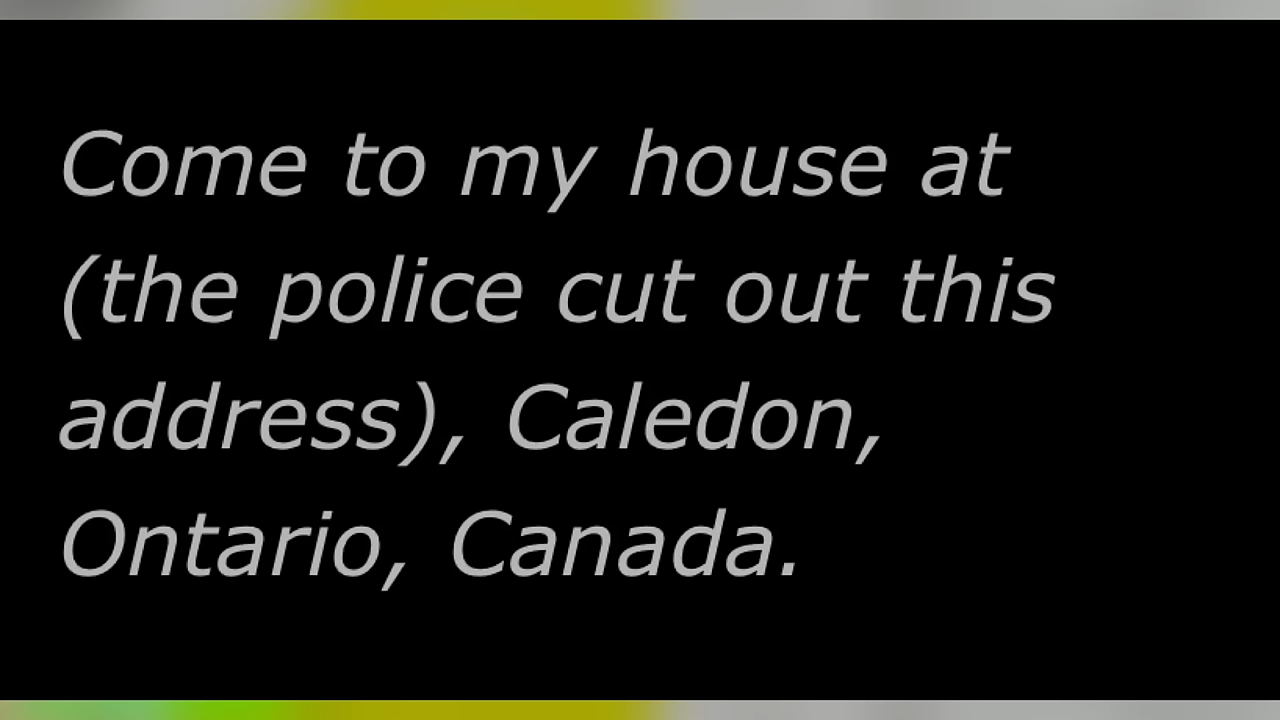 Come to my house at
(the police cut out this
address), Caledon,
Ontario, Canada.